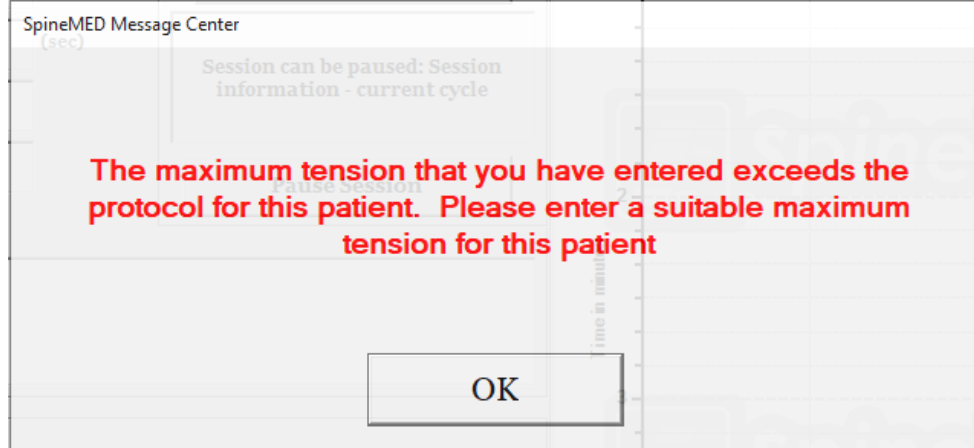 SpineMED Message Center
(sec)
Session can be paused: Session
information - current cycle
The maximum tension that you have entered exceeds the
Pause Session
protocol for this patient.  Please enter a suitable maximum
2
tension for this patient
Time in minute
OK
3
Spine